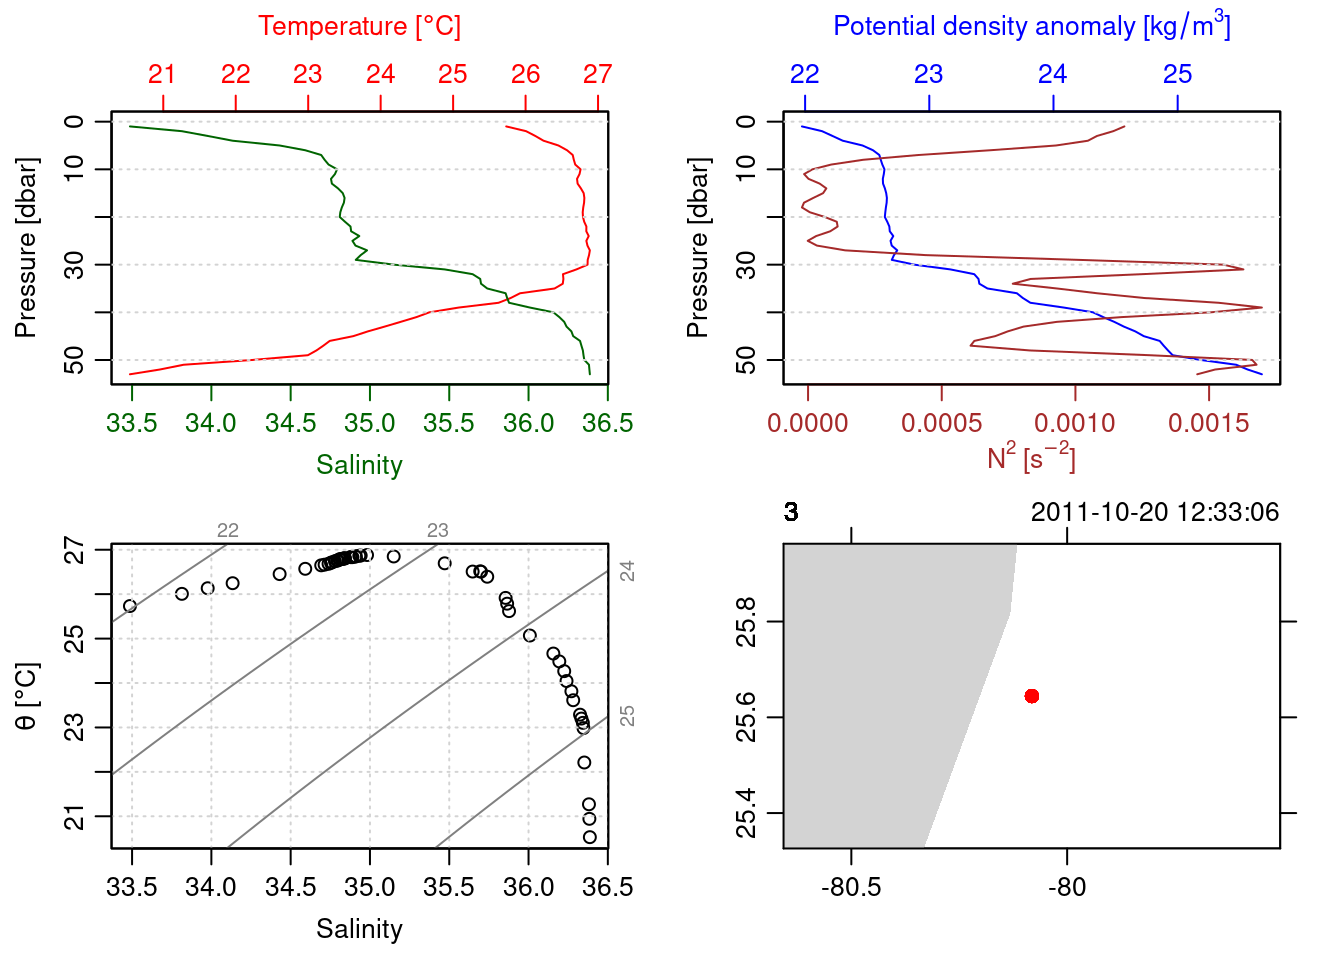 Temperature [°C]
21 22 23 24 25 26 27
0
10
30
50
Pressure [dbar]
33.5 34.0 34.5 35.0 35.5 36.0 36.5
Salinity
Potential density anomaly [kg/m³]
22 23 24 25
0
10
30
50
Pressure [dbar]
0.0000 0.0005 0.0010 0.0015
N² [s⁻²]
22 23
24
25
27
25
23
21
θ [°C]
33.5 34.0 34.5 35.0 35.5 36.0 36.5
Salinity
3 2011-10-20 12:33:06
25.8
25.6
25.4
-80.5 -80